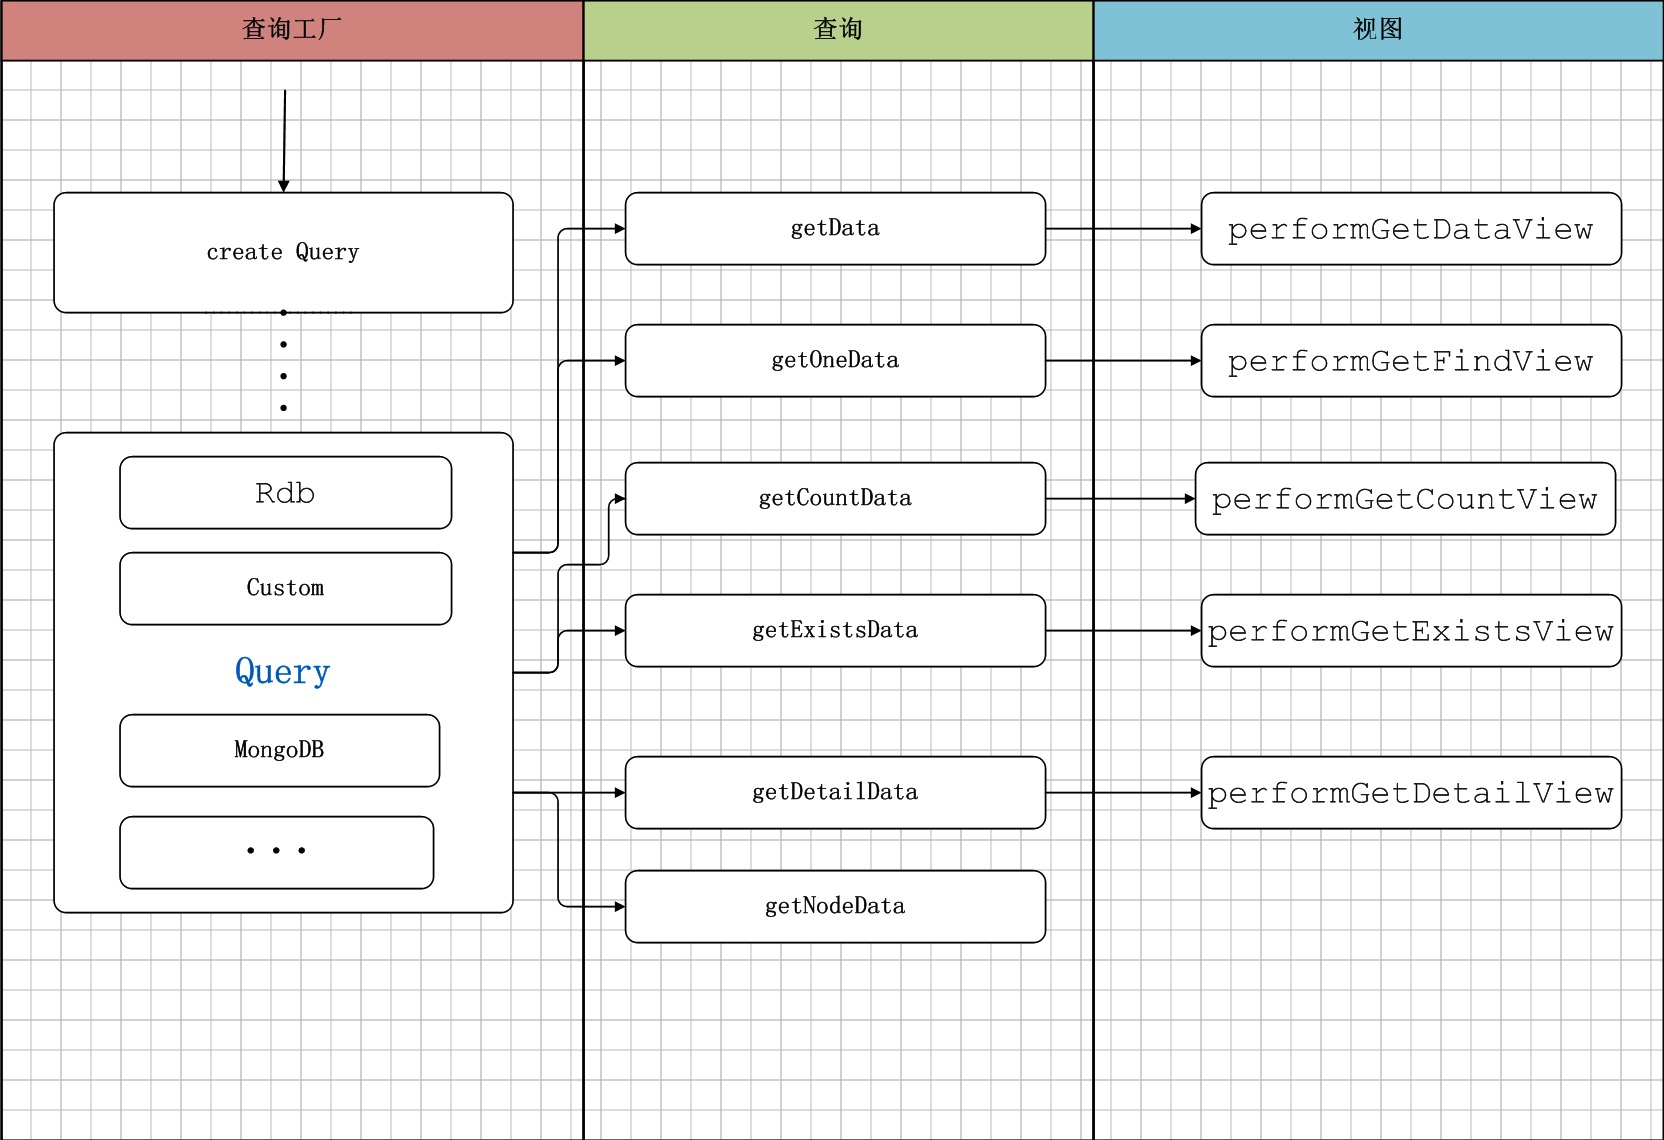 查询工厂
查询
视图
create Query
Rdb
Custom
Query
MongoDB
...
getData
getOneData
getCountData
getExistsData
getDetailData
getNodeData
performGetDataView
performGetFindView
performGetCountView
performGetExistsView
performGetDetailView